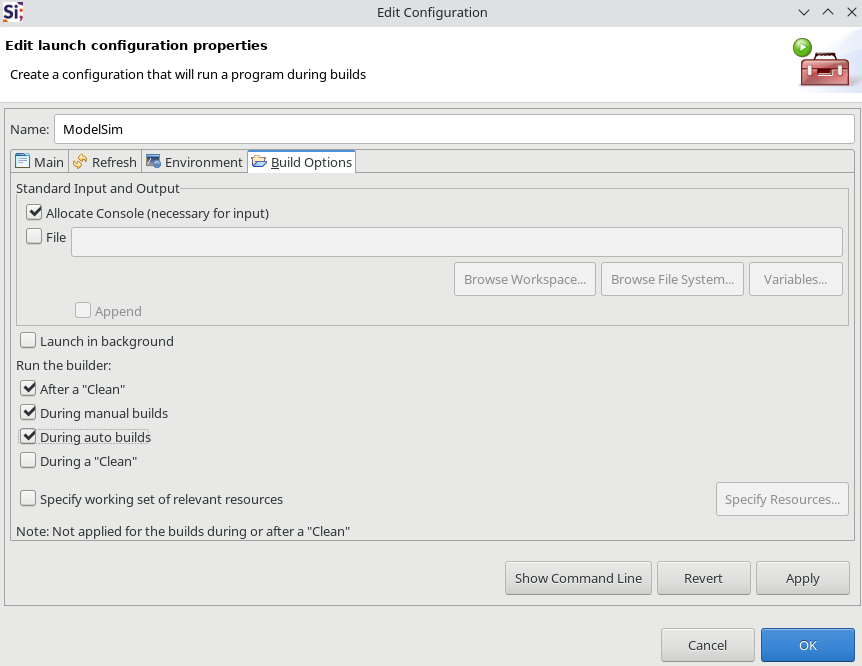 Si;
Edit Configuration
Edit launch configuration properties
Create a configuration that will run a program during builds
Name: ModelSim
Main Refresh Environment Build Options
Standard Input and Output
Allocate Console (necessary for input)
File
Browse Workspace... Browse File System... Variables...
Append
Launch in background
Run the builder:
After a "Clean"
During manual builds
During auto builds
During a "Clean"
Specify working set of relevant resources Specify Resources...
Note: Not applied for the builds during or after a "Clean"
Show Command Line Revert Apply
Cancel OK